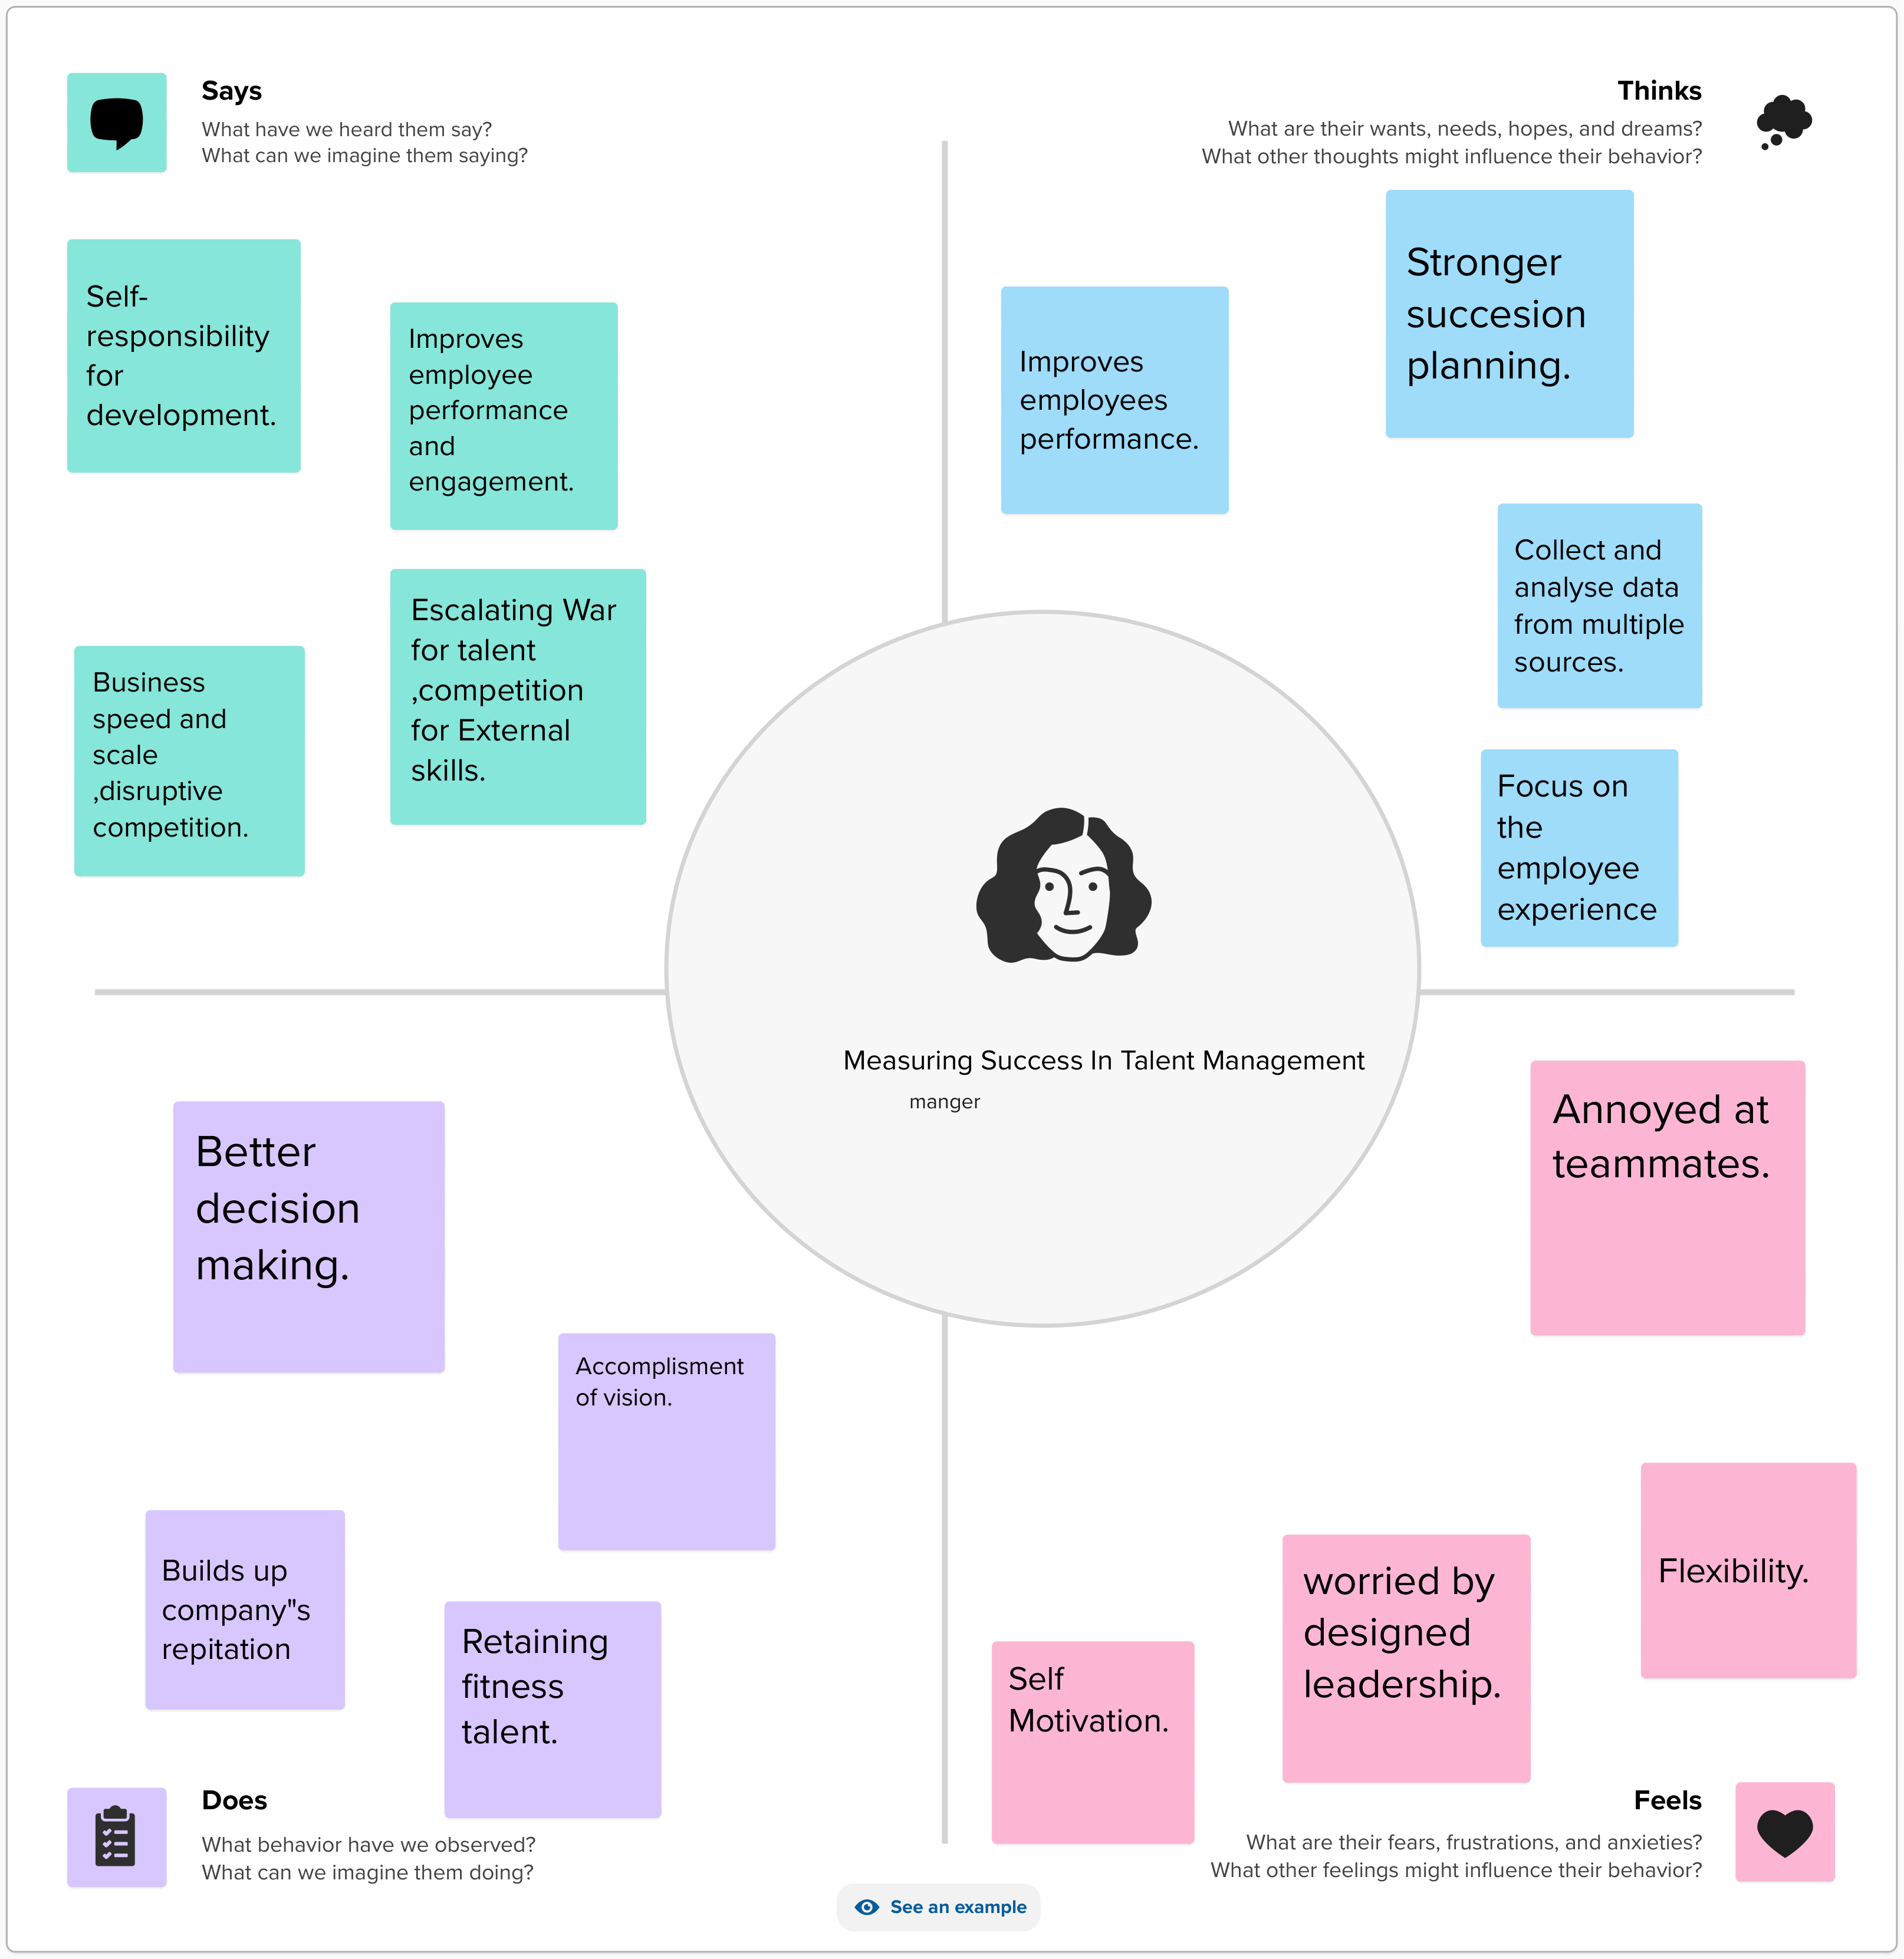 Says
What have we heard them say?
What can we imagine them saying?
Self-
responsibility
for
development.
Improves
employee
performance
and
engagement.
Business
speed and
scale
,disruptive
competition.
Escalating War
for talent
,competition
for External
skills.
Thinks
What are their wants, needs, hopes, and dreams?
What other thoughts might influence their behavior?
Improves
employees
performance.
Stronger
succesion
planning.
Collect and
analyse data
from multiple
sources.
Focus on
the
employee
experience
Measuring Success In Talent Management
manger
Better
decision
making.
Accomplisment
of vision.
Builds up
company"s
repitation
Retaining
fitness
talent.
Does
What behavior have we observed?
What can we imagine them doing?
Annoyed at
teammates.
Flexibility.
worried by
designed
leadership.
Self
Motivation.
Feels
What are their fears, frustrations, and anxieties?
What other feelings might influence their behavior?
See an example